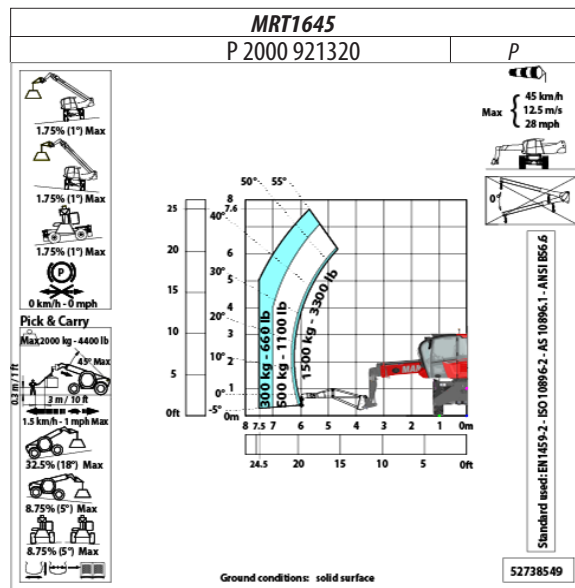 MRT1645
P 2000 921320
P
1.75% (1°) Max
1.75% (1°) Max
1.75% (1°) Max
P
0 km/h - 0 mph
Pick & Carry
Max 2000 kg - 4400 lb
45° Max
0.3 m / 1 ft
3 m / 10 ft
1.5 km/h - 1 mph Max
32.5% (18°) Max
8.75% (5°) Max
8.75% (5°) Max
Max
45 km/h
12.5 m/s
28 mph
0°
50°
55°
40°
30°
20°
10°
0°
-5°
25
20
15
10
5
0ft
8
7.6
6
5
4
3
2
1
0m
300 kg - 660 lb
500 kg - 1100 lb
1500 kg - 3300 lb
MAN
8 7.5 7 6 5 4 3 2 1 0m
24.5 20 15 10 5 0ft
Standard used: EN 1459-2 - ISO 10896-2 - AS 10896.1 - ANSI B56.6
Ground conditions: solid surface
52738549